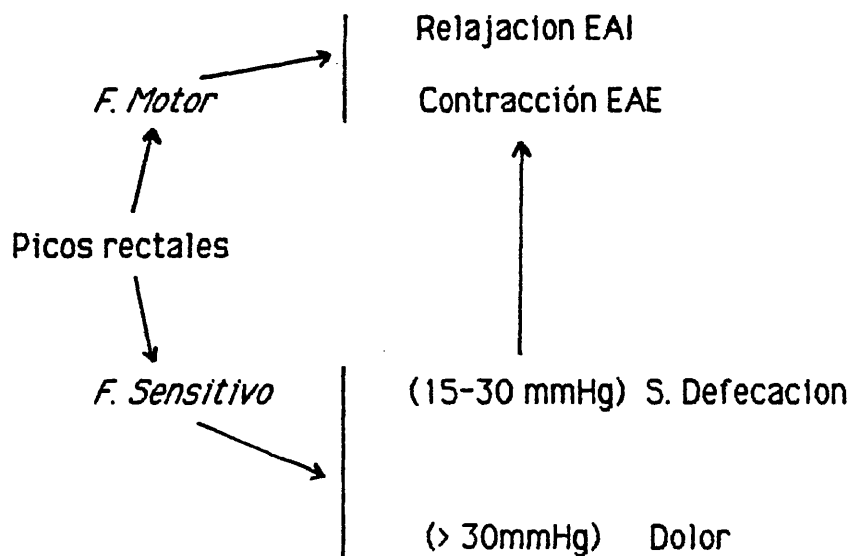 Relajacion EAI
F. Motor
Contracción EAE
Picos rectales
F. Sensitivo
(15-30 mmHg) S. Defecacion
(> 30mmHg) Dolor